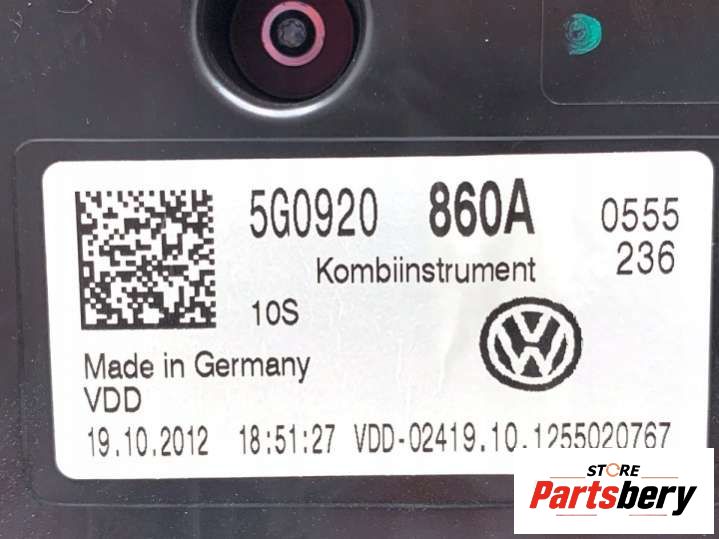 5G0920 860A 0555
Kombiinstrument 236
10S
Made in Germany
VDD
19.10.2012 18:51:27 VDD-02419.10.1255020767
STORE
Partsbery